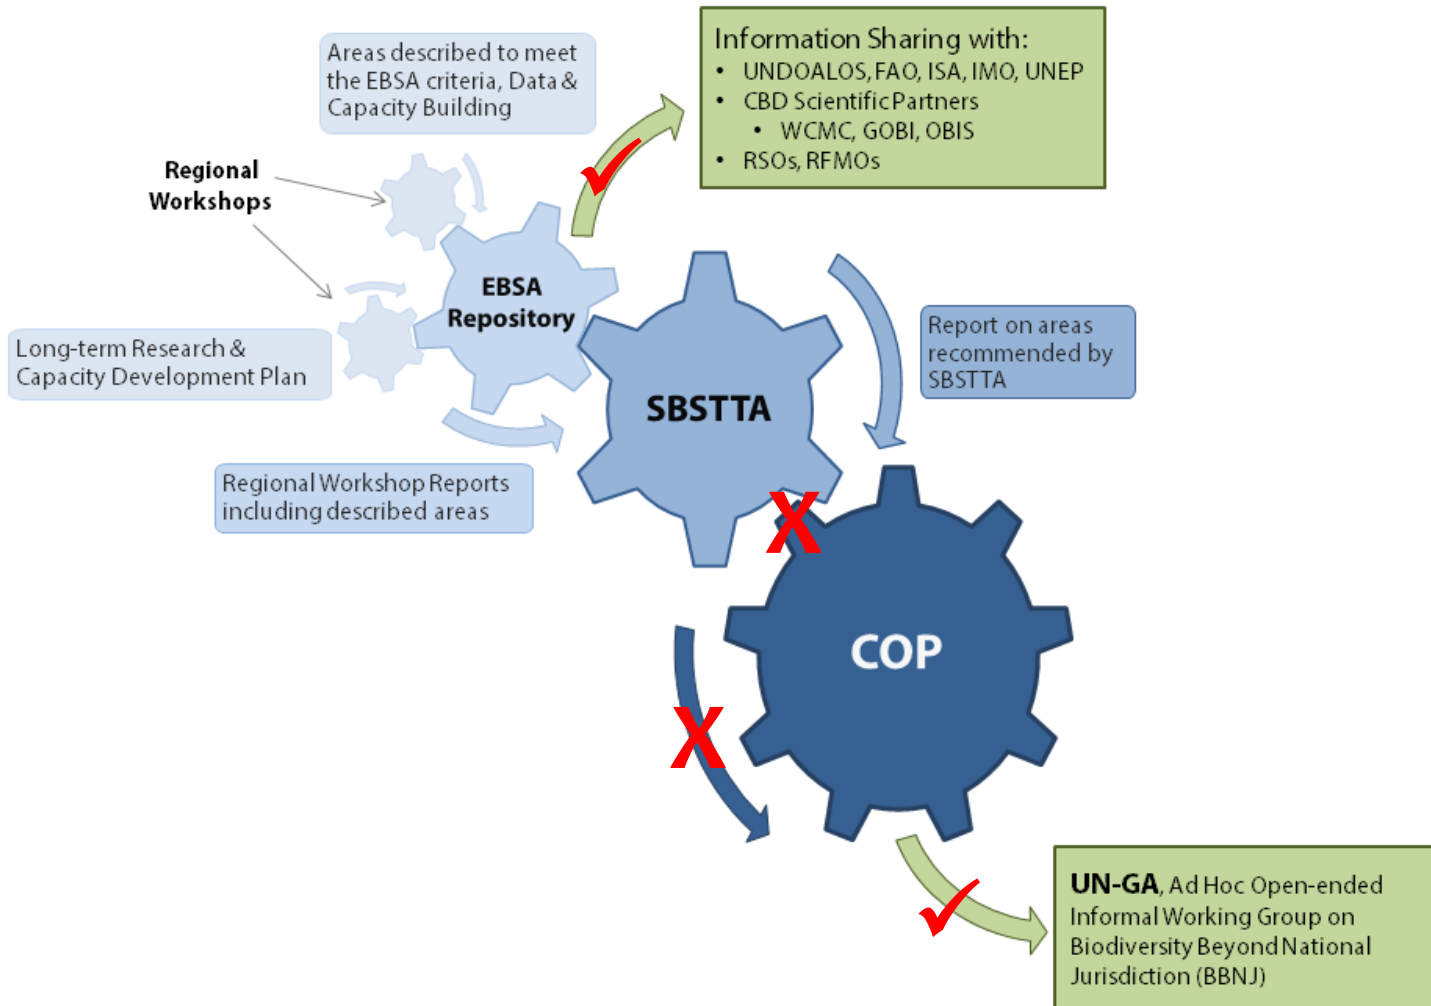 Areas described to meet
the EBSA criteria, Data &
Capacity Building
Information Sharing with:
• UNDOALOS, FAO, ISA, IMO, UNEP
• CBD Scientific Partners
• WCMC, GOBI, OBIS
• RSOs, RFMOs
Regional
Workshops
EBSA
Repository
Long-term Research &
Capacity Development Plan
Report on areas
recommended by
SBSTTA
SBSTTA
Regional Workshop Reports
including described areas
X
COP
X
UN-GA, Ad Hoc Open-ended
Informal Working Group on
Biodiversity Beyond National
Jurisdiction (BBNJ)